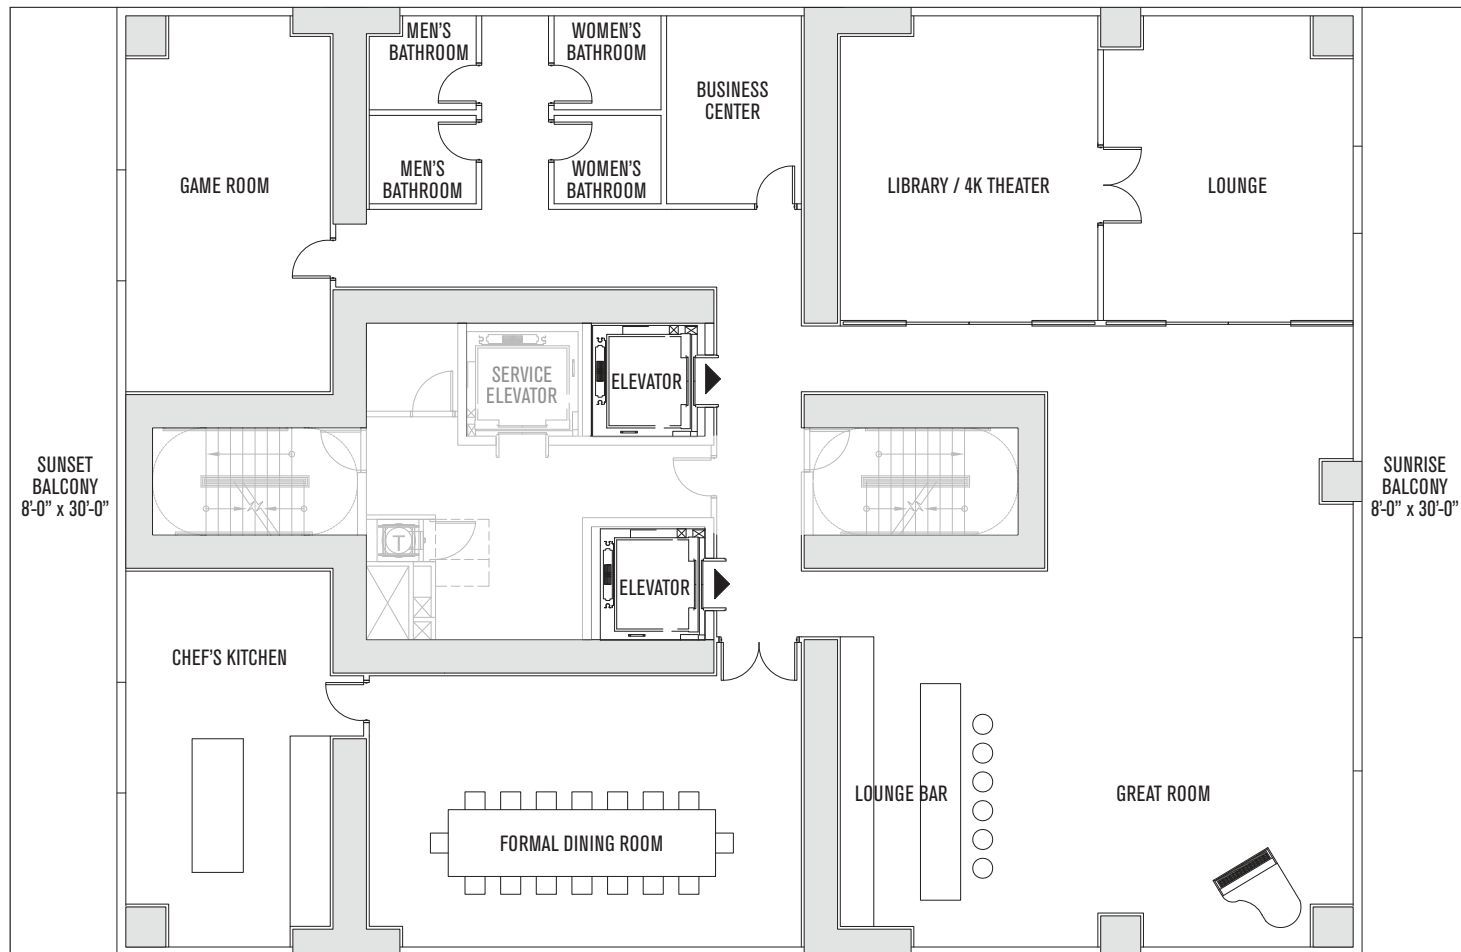 MEN'S
BATHROOM
WOMEN'S
BATHROOM
BUSINESS
CENTER
GAME ROOM
MEN'S
BATHROOM
WOMEN'S
BATHROOM
LIBRARY / 4K THEATER
LOUNGE
SERVICE
ELEVATOR
ELEVATOR
SUNSET
BALCONY
8'-0" x 30'-0"
SUNRISE
BALCONY
8'-0" x 30'-0"
T
ELEVATOR
CHEF'S KITCHEN
LOUNGE BAR
GREAT ROOM
FORMAL DINING ROOM